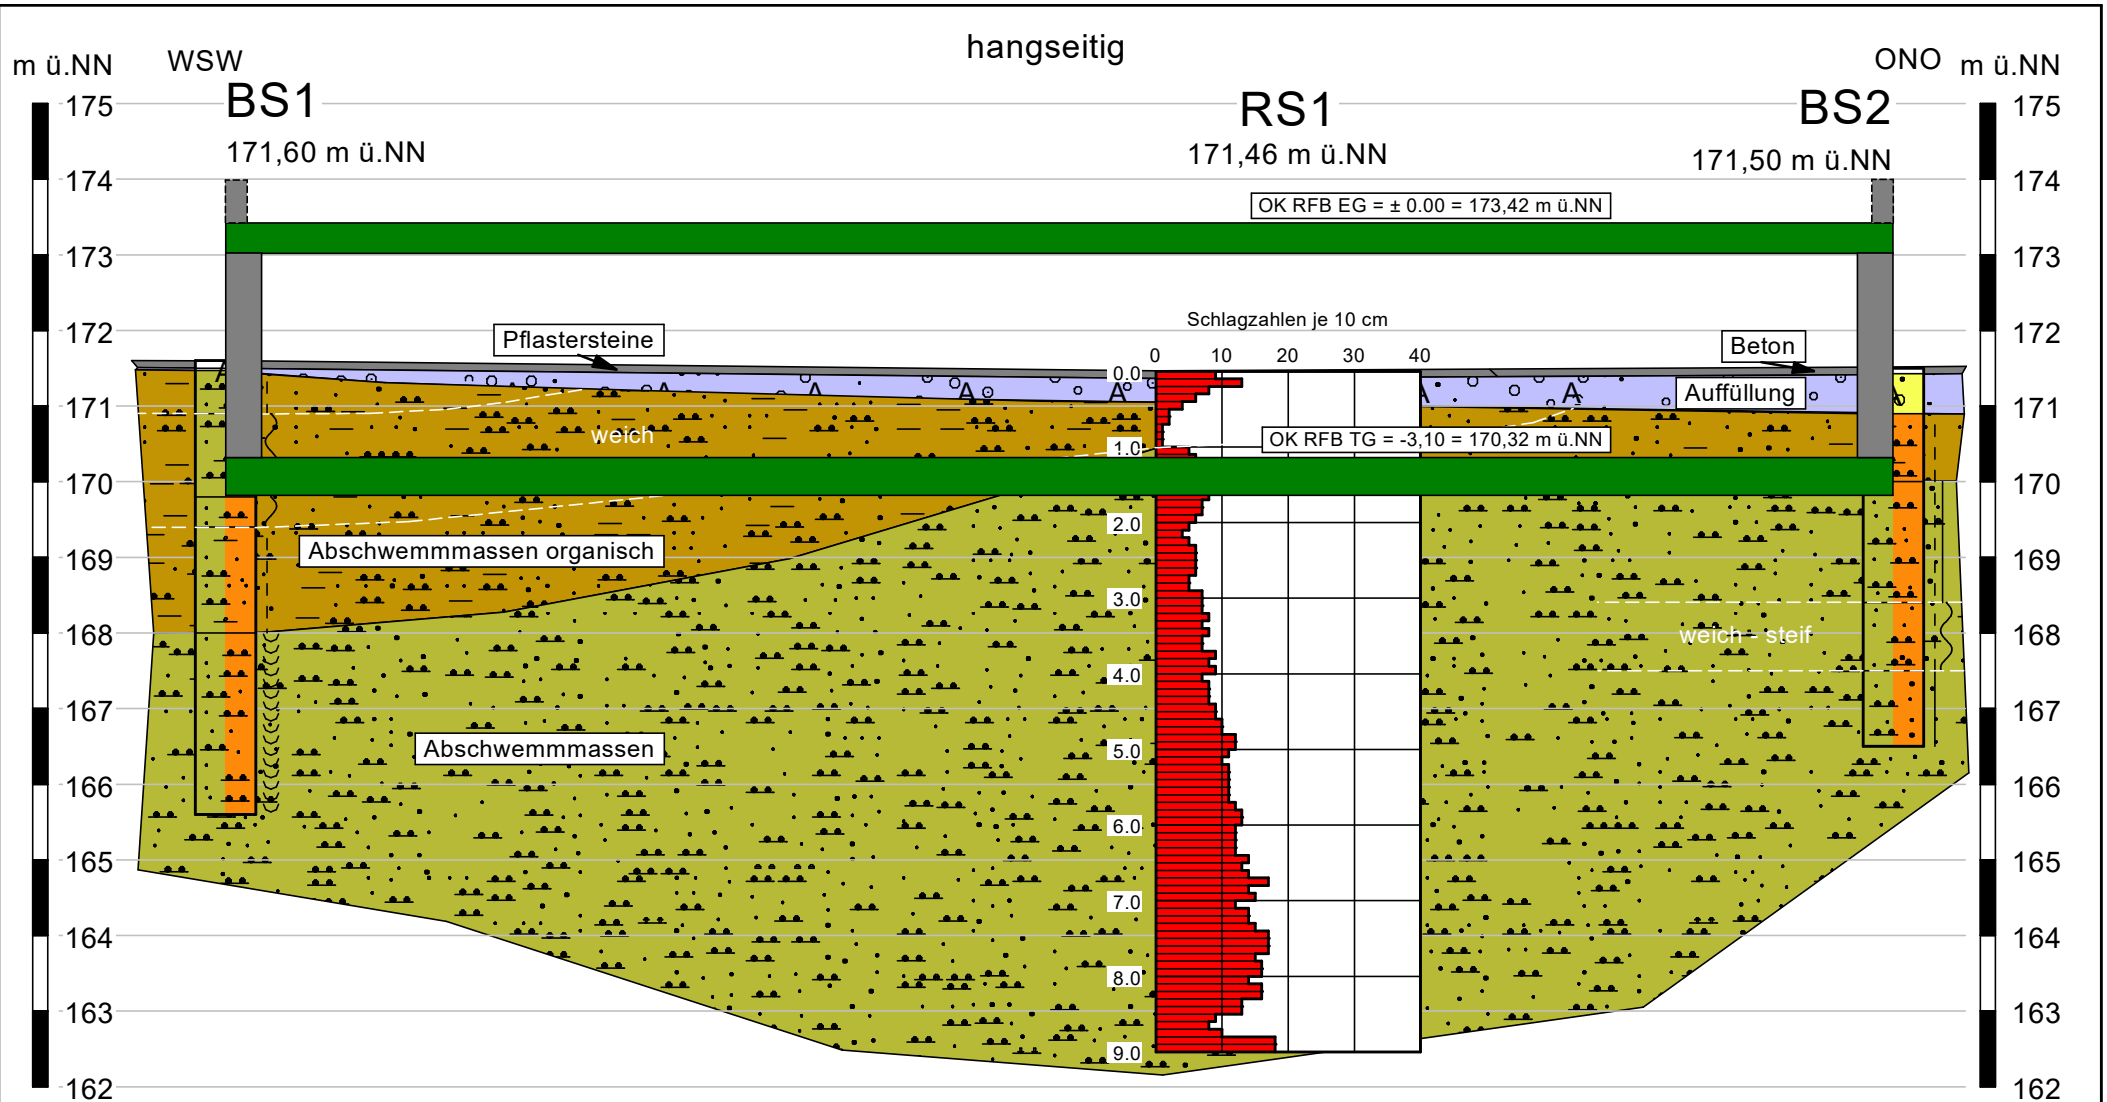 hangseitig
m ü.NN
WSW
ONO
m ü.NN
BS1
RS1
BS2
171,60 m ü.NN
171,46 m ü.NN
171,50 m ü.NN
175
174
173
172
171
170
169
168
167
166
165
164
163
162
175
174
173
172
171
170
169
168
167
166
165
164
163
162
OK RFB EG = ± 0.00 = 173,42 m ü.NN
Schlagzahlen je 10 cm
0 10 20 30 40
Pflastersteine
Beton
Auffüllung
A A A A A A A A
weich
OK RFB TG = -3,10 = 170,32 m ü.NN
Abschwemmmassen organisch
weich - steif
Abschwemmmassen
0.0
1.0
2.0
3.0
4.0
5.0
6.0
7.0
8.0
9.0